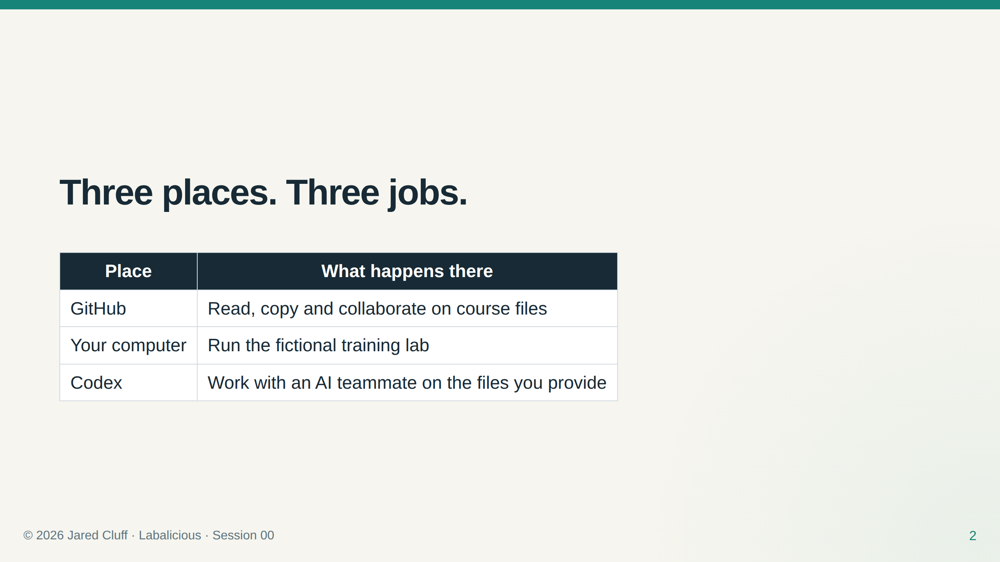 Three places. Three jobs.
Place What happens there
GitHub Read, copy and collaborate on course files
Your computer Run the fictional training lab
Codex Work with an AI teammate on the files you provide
© 2026 Jared Cluff · Labalicious · Session 00
2